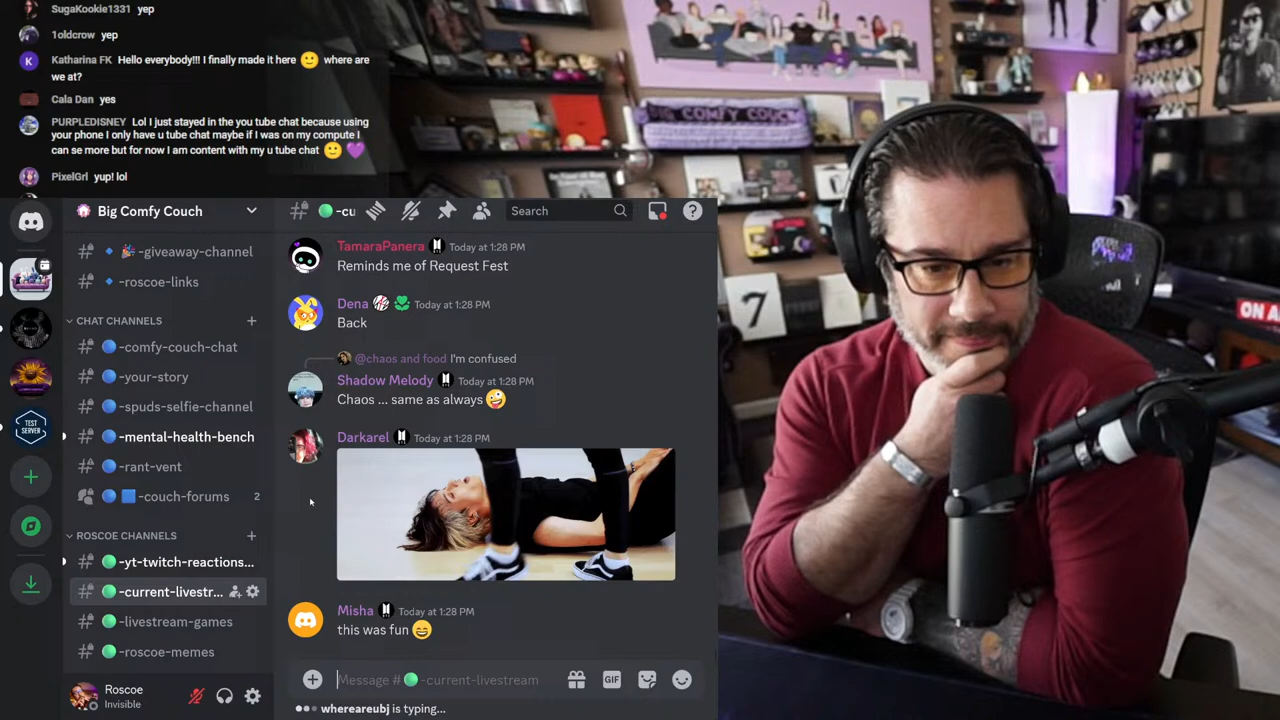 SugaKookie1331 yep
1oldcrow yep
K Katharina FK Hello everybody!!! I finally made it here 🙂 where are
we at?
Cala Dan yes
PURPLEDISNEY Lol I just stayed in the you tube chat because using
your phone I only have u tube chat maybe if I was on my compute I
can se more but for now I am content with my u tube chat 🙂 💜
PixelGrl yup! lol
BIG COMFY COUCH
7
ON A
Big Comfy Couch
-cu
Search
-giveaway-channel
-roscoe-links
CHAT CHANNELS
-comfy-couch-chat
-your-story
-spuds-selfie-channel
-mental-health-bench
-rant-vent
-couch-forums 2
ROSCOE CHANNELS
-yt-twitch-reactions...
-current-livestr...
-livestream-games
-roscoe-memes
TEST
SERVER
Roscoe
Invisible
TamaraPanera Today at 1:28 PM
Reminds me of Request Fest
Dena ⚾ ☘️ Today at 1:28 PM
Back
@chaos and food I'm confused
Shadow Melody Today at 1:28 PM
Chaos ... same as always 🤪
Darkarel Today at 1:28 PM
Misha Today at 1:28 PM
this was fun 😄
Message # 🟢 -current-livestream
GIF
whereareubj is typing...